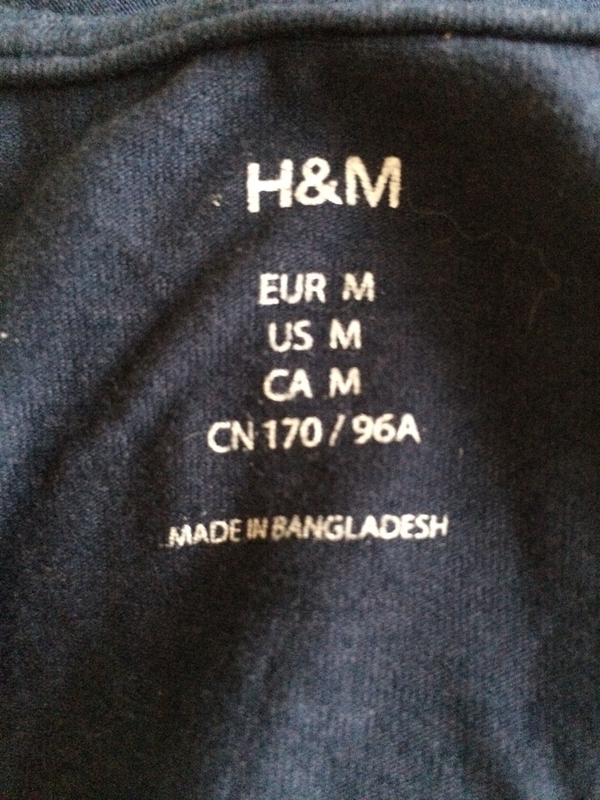 H&M
EUR M
US M
CA M
CN 170 / 96A
MADE IN BANGLADESH